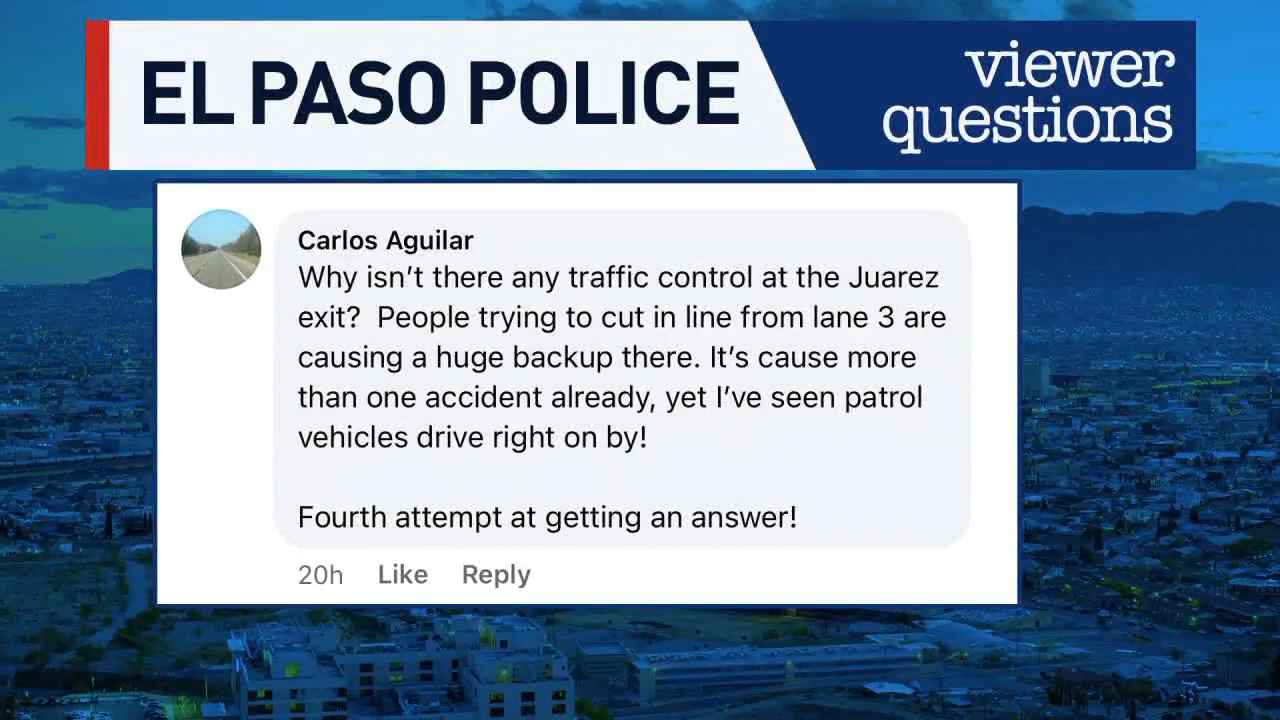 EL PASO POLICE
viewer
questions
Carlos Aguilar
Why isn't there any traffic control at the Juarez
exit?  People trying to cut in line from lane 3 are
causing a huge backup there. It's cause more
than one accident already, yet I've seen patrol
vehicles drive right on by!
Fourth attempt at getting an answer!
20h Like Reply